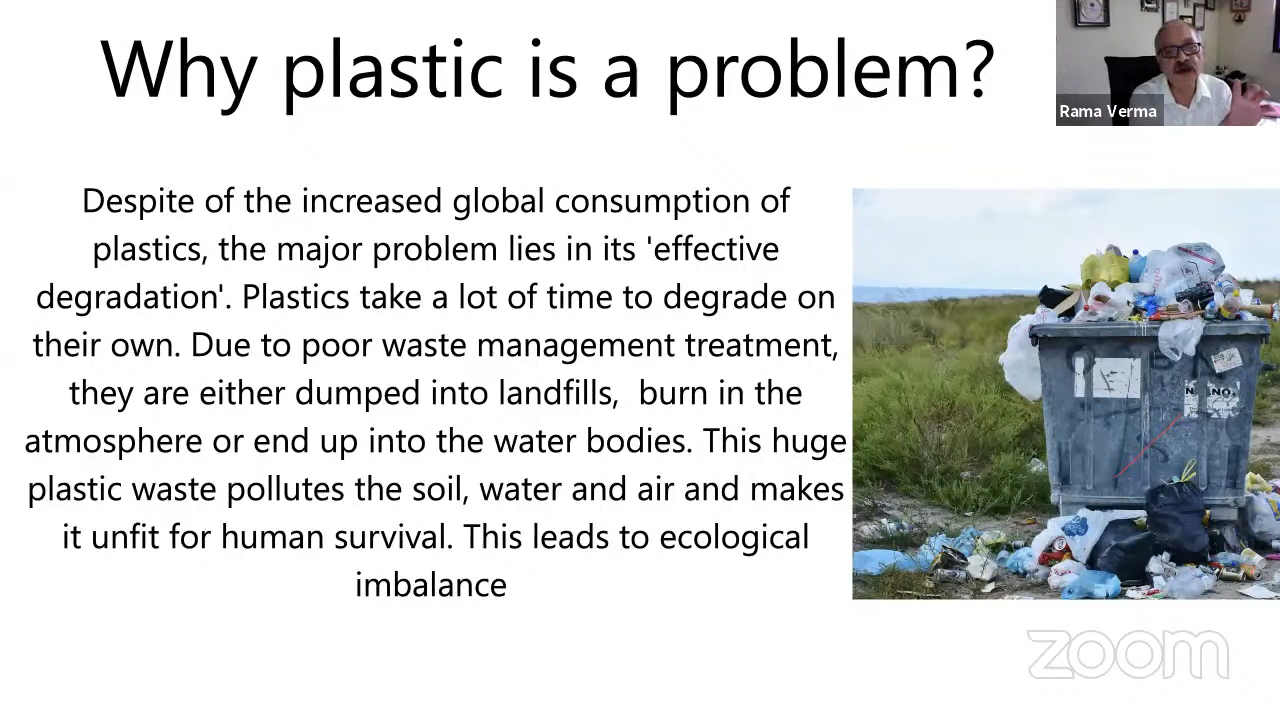 Why plastic is a problem?
Rama Verma
Despite of the increased global consumption of
plastics, the major problem lies in its 'effective
degradation'. Plastics take a lot of time to degrade on
their own. Due to poor waste management treatment,
they are either dumped into landfills,  burn in the
atmosphere or end up into the water bodies. This huge
plastic waste pollutes the soil, water and air and makes
it unfit for human survival. This leads to ecological
imbalance
NO.
zoom